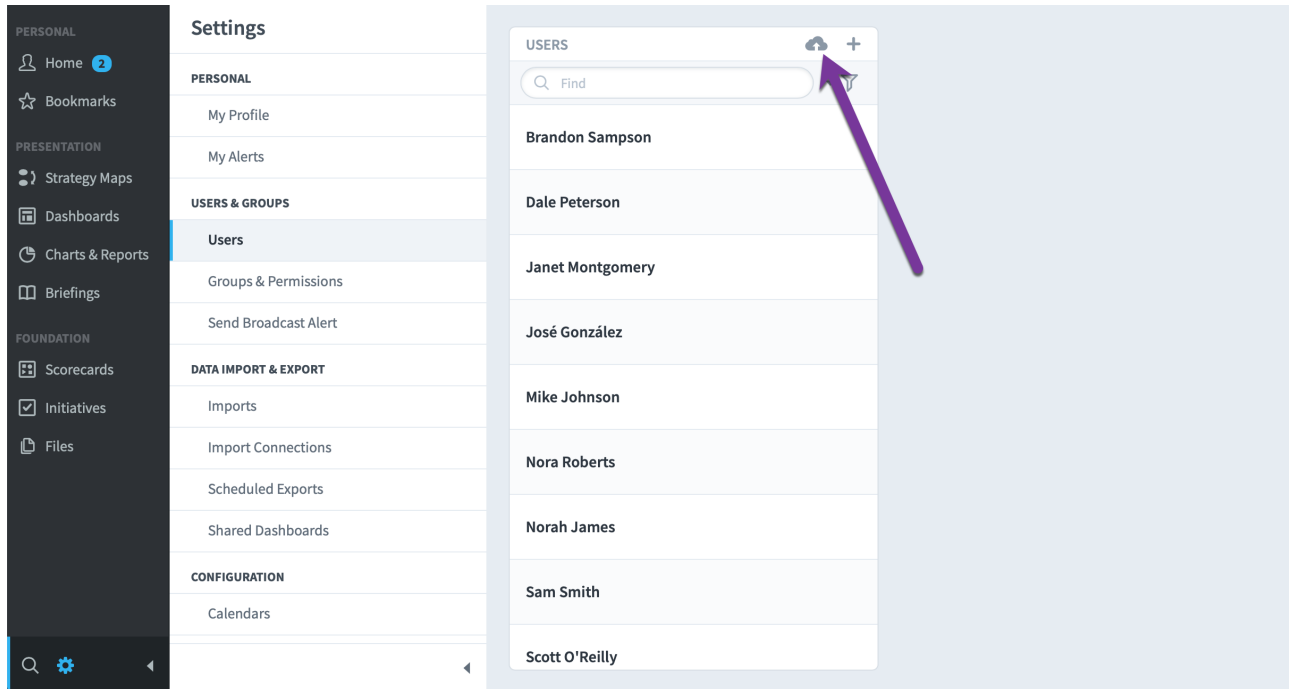 PERSONAL
Home 2
Bookmarks
PRESENTATION
Strategy Maps
Dashboards
Charts & Reports
Briefings
FOUNDATION
Scorecards
Initiatives
Files
Settings
PERSONAL
My Profile
My Alerts
USERS & GROUPS
Users
Groups & Permissions
Send Broadcast Alert
DATA IMPORT & EXPORT
Imports
Import Connections
Scheduled Exports
Shared Dashboards
CONFIGURATION
Calendars
USERS
Find
Brandon Sampson
Dale Peterson
Janet Montgomery
José González
Mike Johnson
Nora Roberts
Norah James
Sam Smith
Scott O'Reilly